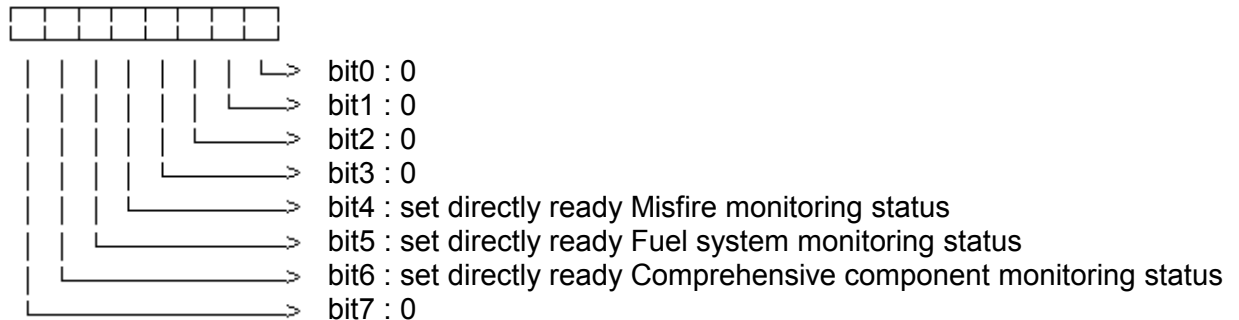 bit0 : 0
bit1 : 0
bit2 : 0
bit3 : 0
bit4 : set directly ready Misfire monitoring status
bit5 : set directly ready Fuel system monitoring status
bit6 : set directly ready Comprehensive component monitoring status
bit7 : 0